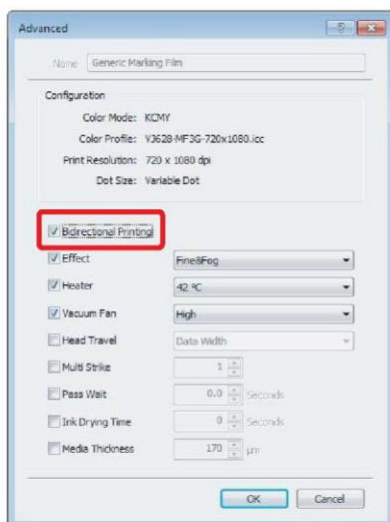 Advanced
Name Generic Marking Film
Configuration
Color Mode: KCMY
Color Profile: VJ628-MF3G-720x1080.icc
Print Resolution: 720 x 1080 dpi
Dot Size: Variable Dot
Bidirectional Printing
Effect Fine&Fog
Heater 42 ºC
Vacuum Fan High
Head Travel Data Width
Multi Strike 1
Pass Wait 0.0 Seconds
Ink Drying Time 0 Seconds
Media Thickness 170 µm
OK Cancel